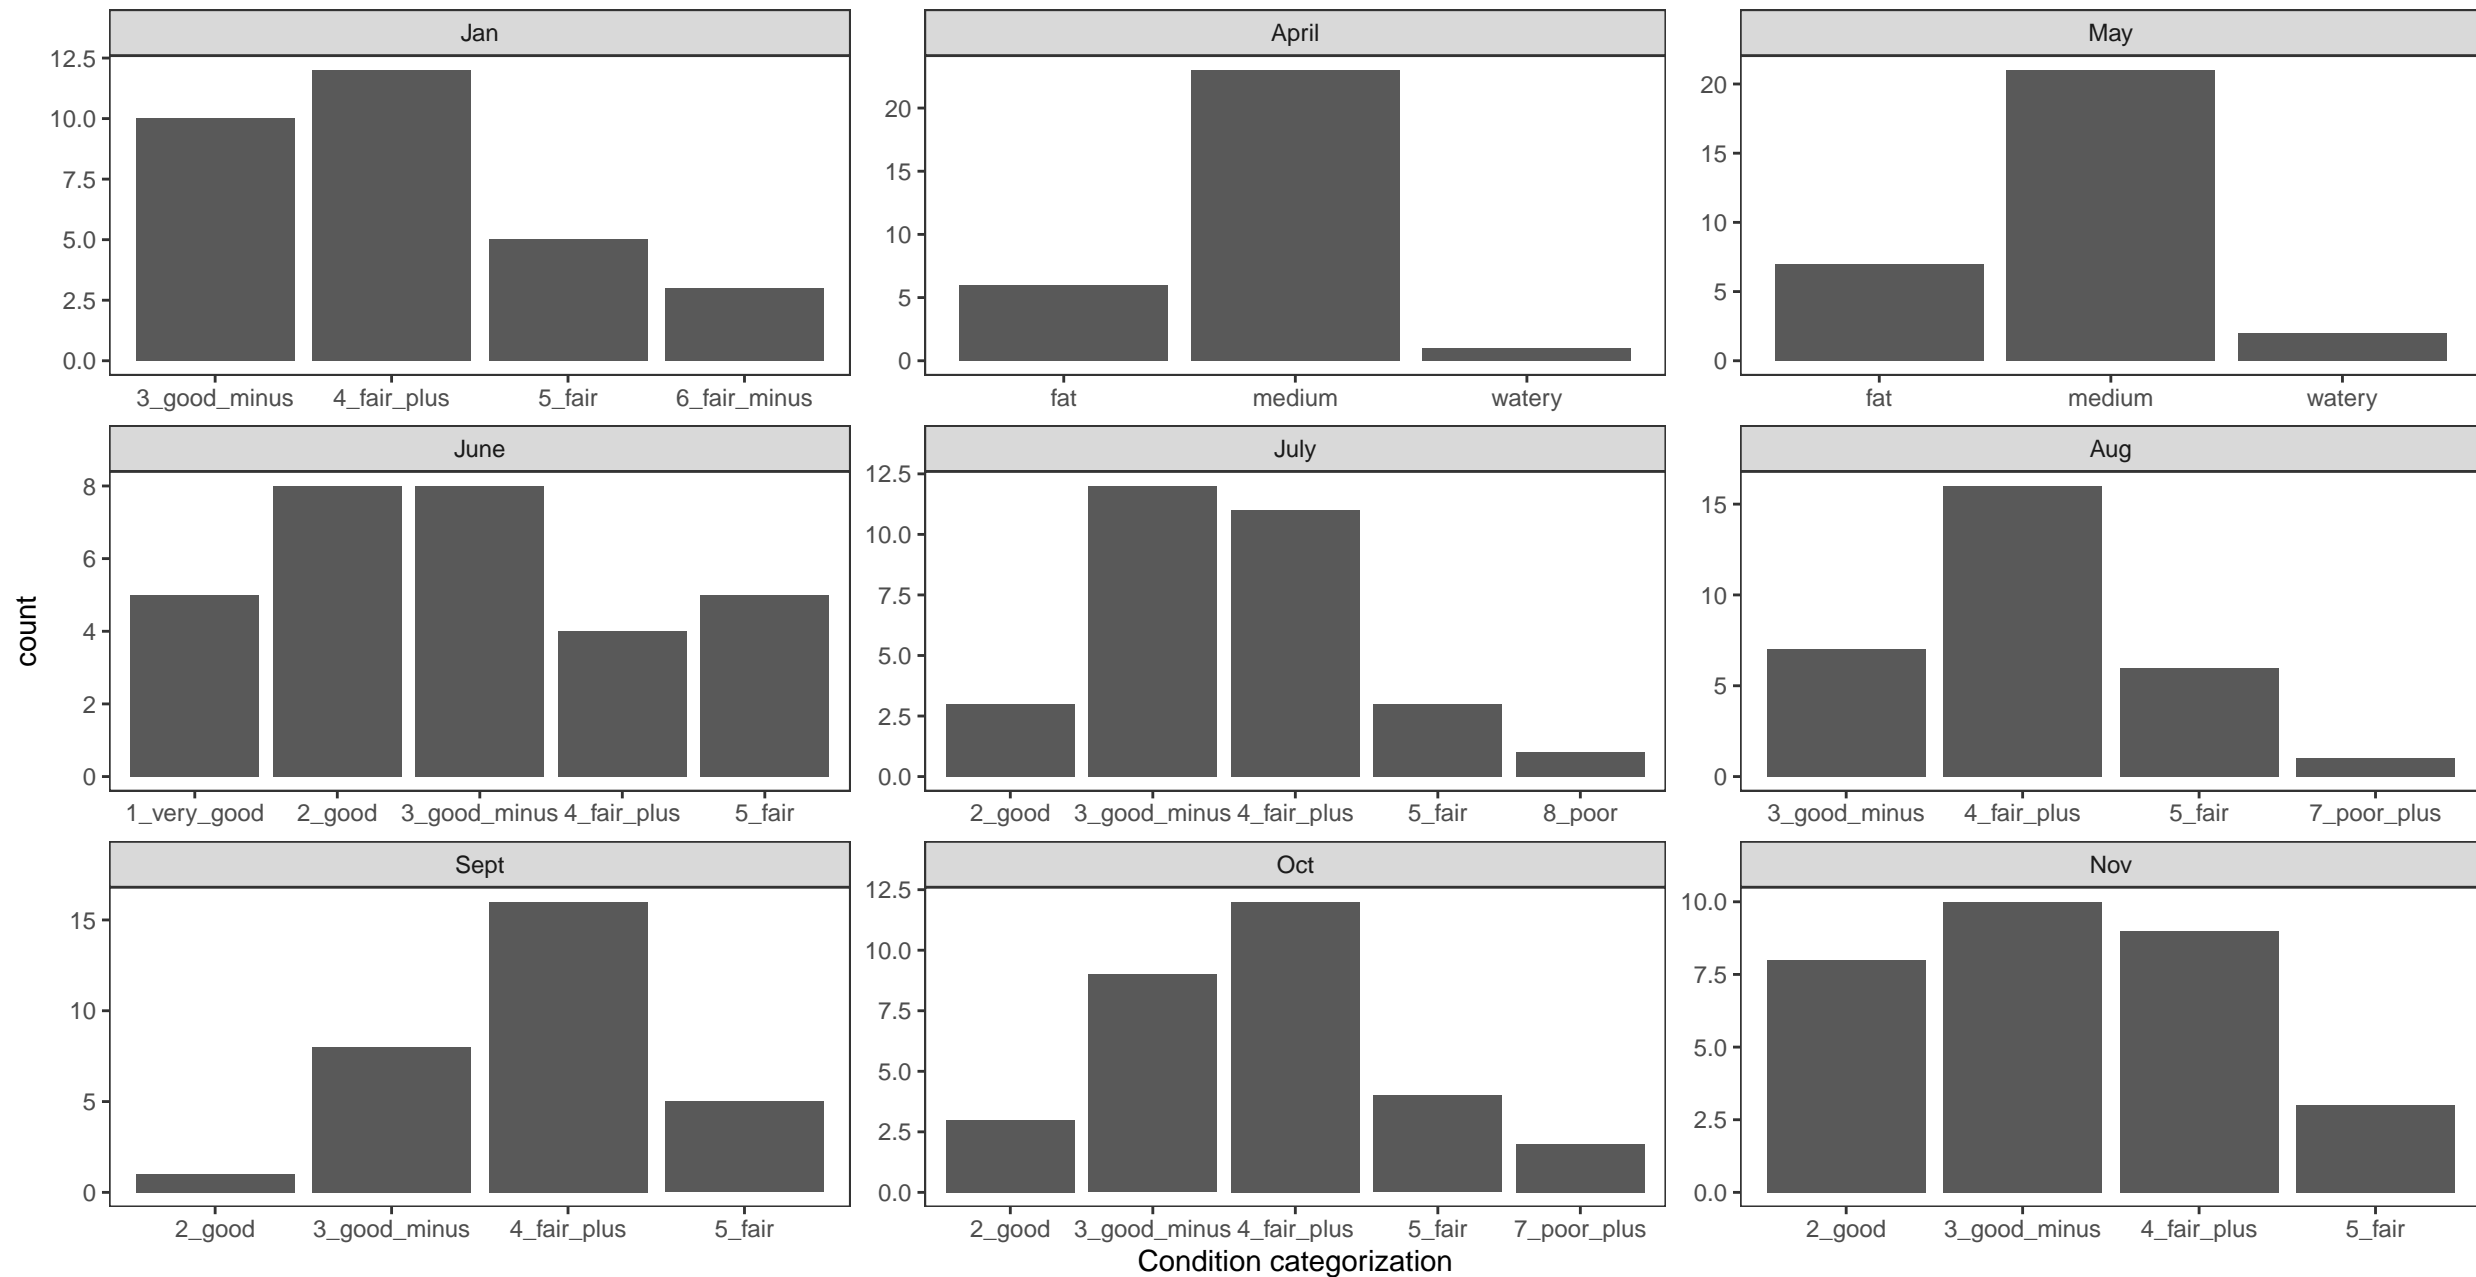 Jan
12.5
10.0
7.5
5.0
2.5
0.0
3_good_minus 4_fair_plus 5_fair 6_fair_minus
April
20
15
10
5
0
fat medium watery
May
20
15
10
5
0
fat medium watery
June
8
6
4
2
0
1_very_good 2_good 3_good_minus 4_fair_plus 5_fair
July
12.5
10.0
7.5
5.0
2.5
0.0
2_good 3_good_minus 4_fair_plus 5_fair 8_poor
Aug
15
10
5
0
3_good_minus 4_fair_plus 5_fair 7_poor_plus
Sept
15
10
5
0
2_good 3_good_minus 4_fair_plus 5_fair
Oct
12.5
10.0
7.5
5.0
2.5
0.0
2_good 3_good_minus 4_fair_plus 5_fair 7_poor_plus
Nov
10.0
7.5
5.0
2.5
0.0
2_good 3_good_minus 4_fair_plus 5_fair
count
Condition categorization